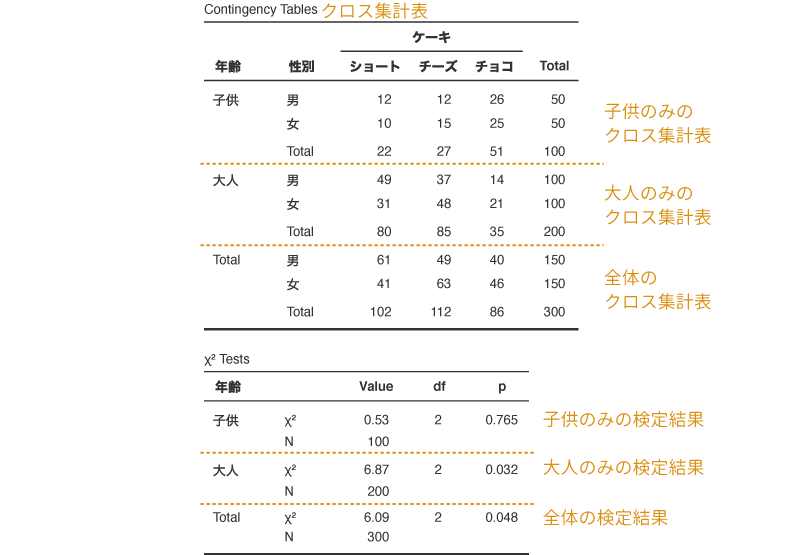 Contingency Tables クロス集計表
ケーキ
年齢 性別 ショート チーズ チョコ Total
子供 男 12 12 26 50
女 10 15 25 50
Total 22 27 51 100
子供のみの
クロス集計表
大人 男 49 37 14 100
女 31 48 21 100
Total 80 85 35 200
大人のみの
クロス集計表
Total 男 61 49 40 150
女 41 63 46 150
Total 102 112 86 300
全体の
クロス集計表
χ² Tests
年齢 Value df p
子供 χ² 0.53 2 0.765 子供のみの検定結果
N 100
大人 χ² 6.87 2 0.032 大人のみの検定結果
N 200
Total χ² 6.09 2 0.048 全体の検定結果
N 300